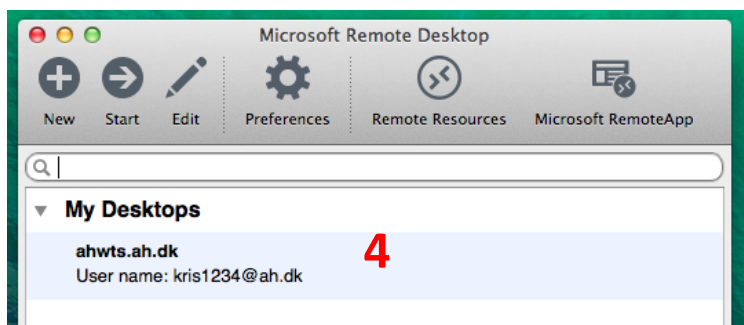 Microsoft Remote Desktop
New Start Edit Preferences Remote Resources Microsoft RemoteApp
My Desktops
ahwts.ah.dk
4
User name: kris1234@ah.dk